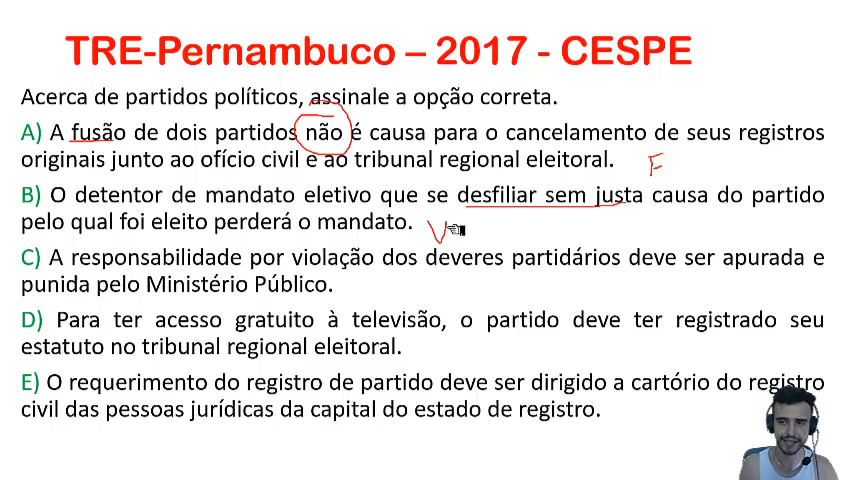 TRE-Pernambuco – 2017 - CESPE
Acerca de partidos políticos, assinale a opção correta.
A) A fusão de dois partidos não é causa para o cancelamento de seus registros
originais junto ao ofício civil e ao tribunal regional eleitoral. F
B) O detentor de mandato eletivo que se desfiliar sem justa causa do partido
pelo qual foi eleito perderá o mandato. V
C) A responsabilidade por violação dos deveres partidários deve ser apurada e
punida pelo Ministério Público.
D) Para ter acesso gratuito à televisão, o partido deve ter registrado seu
estatuto no tribunal regional eleitoral.
E) O requerimento do registro de partido deve ser dirigido a cartório do registro
civil das pessoas jurídicas da capital do estado de registro.